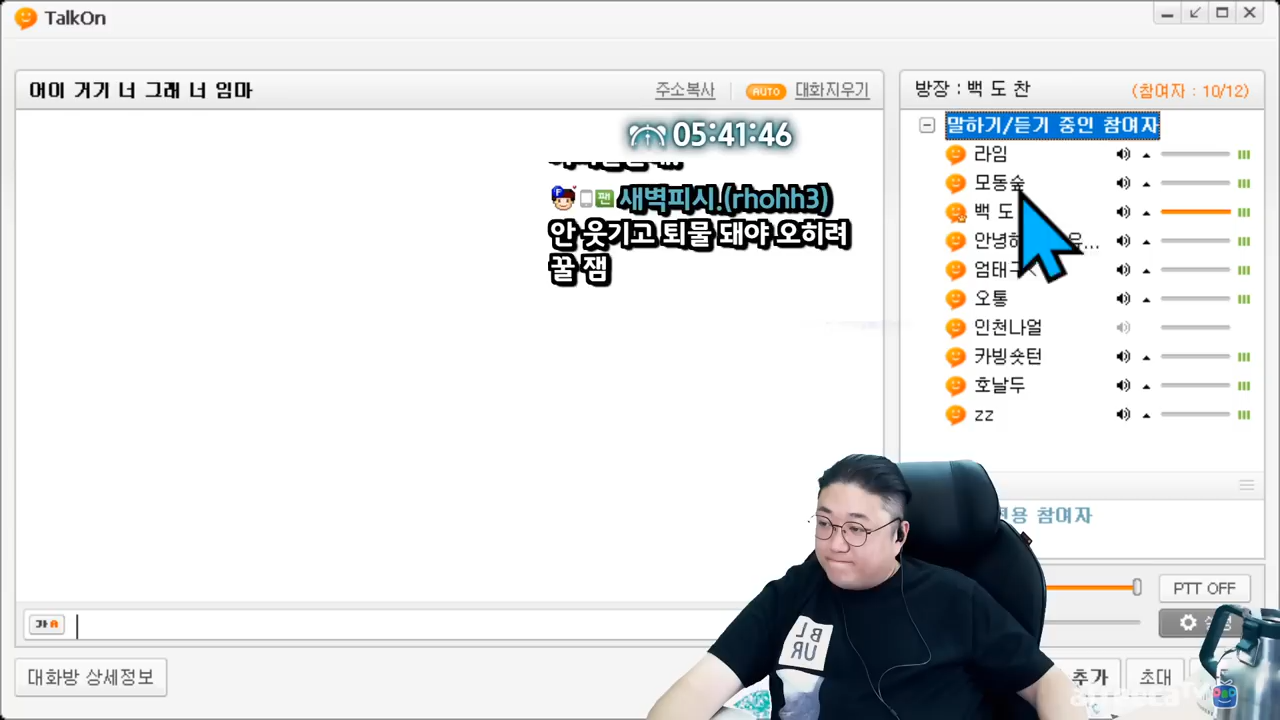 TalkOn
어이 거기 너 그래 너 임마
주소복사
AUTO
대화지우기
방장 : 백 도 찬
(참여자 : 10/12)
05:41:46
새벽피시.(rhohh3)
안 웃기고 퇴물 돼야 오히려
꿀 잼
말하기/듣기 중인 참여자
라임
모동숲
백 도
안녕
엄태구
오통
인천나얼
카빙숏턴
호날두
zz
참여자
PTT OFF
가
대화방 상세정보
추가
초대
BL
UR